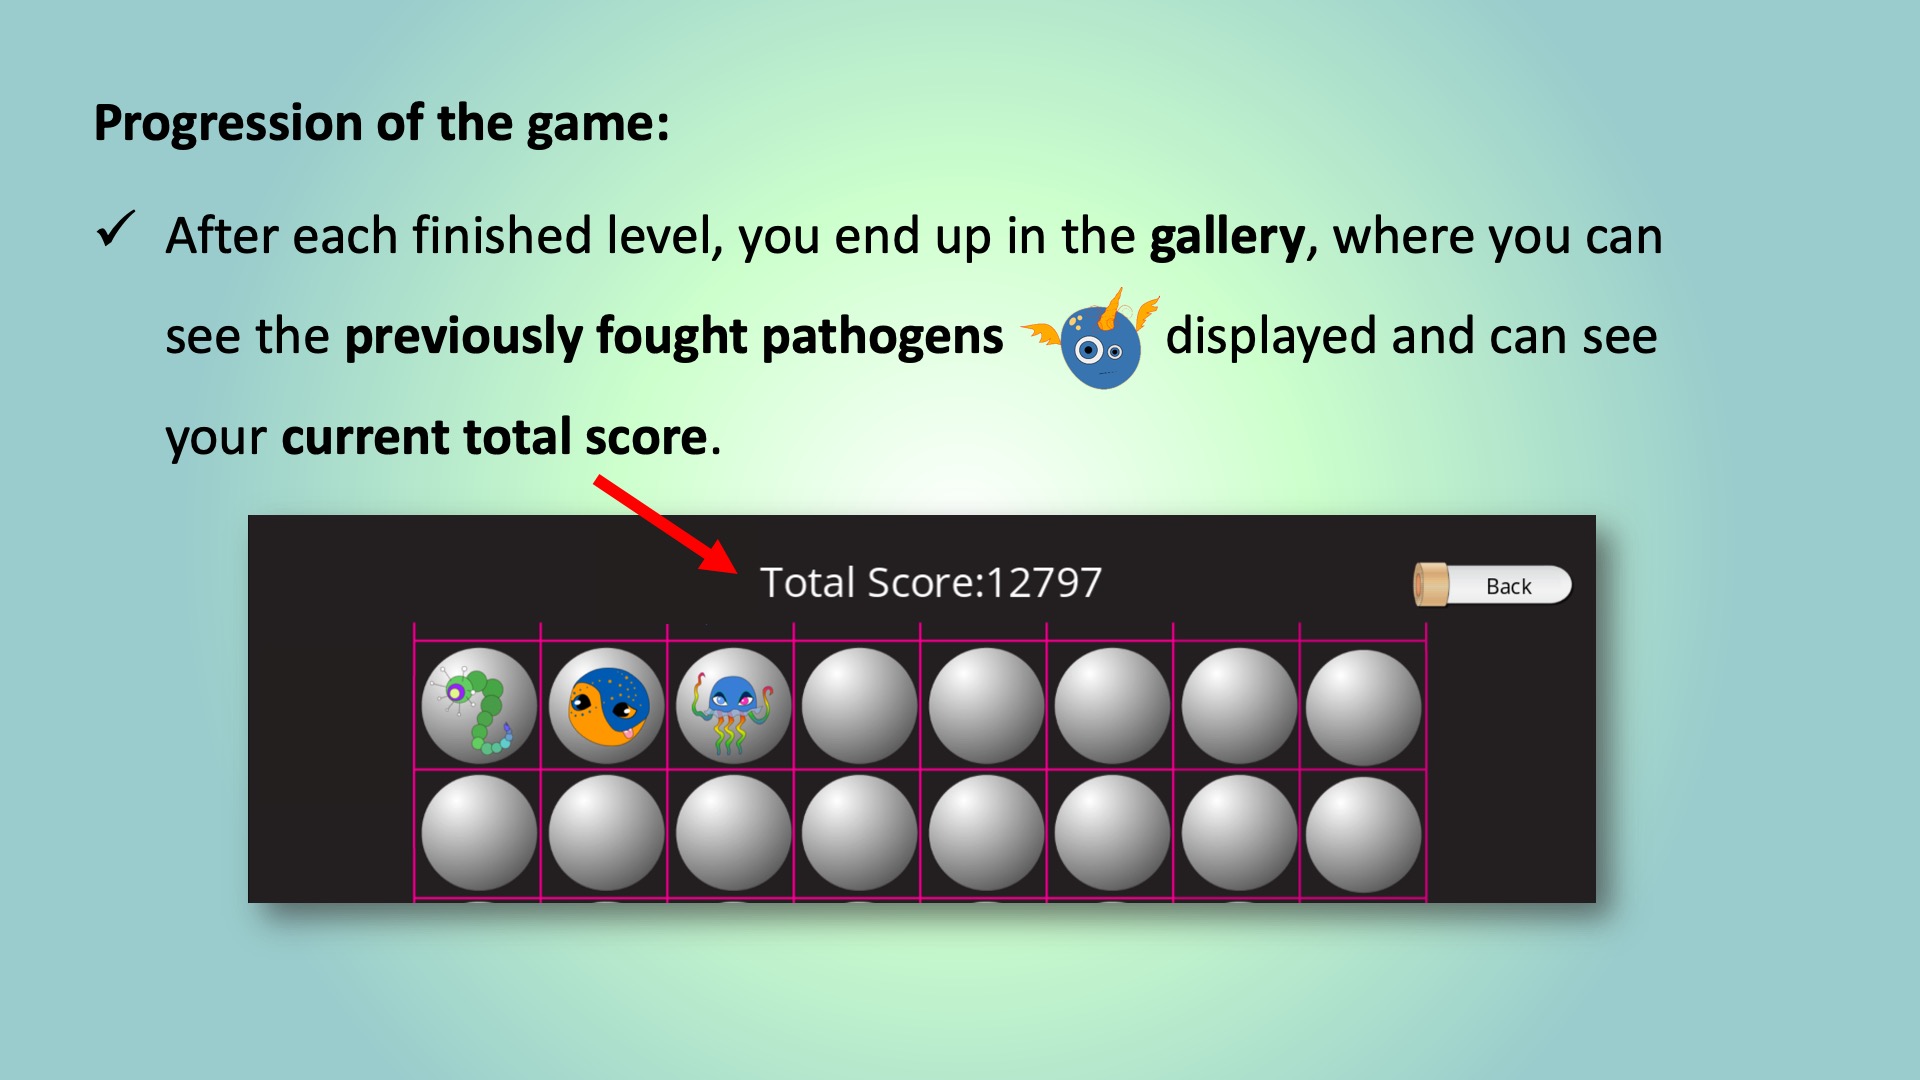 Progression of the game:
✓ After each finished level, you end up in the gallery, where you can
see the previously fought pathogens displayed and can see
your current total score.
Total Score:12797
Back